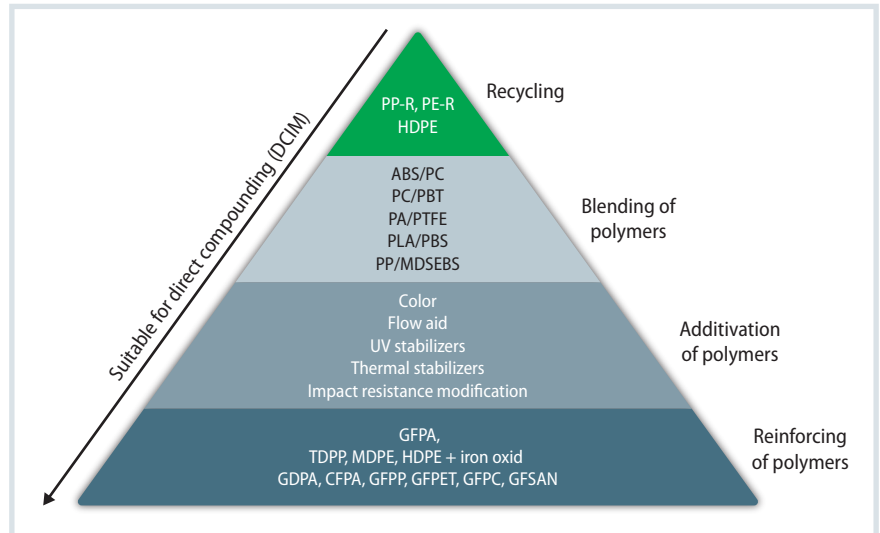 Suitable for direct compounding (DCIM)
PP-R, PE-R
HDPE
Recycling
ABS/PC
PC/PBT
PA/PTFE
PLA/PBS
PP/MDSEBS
Blending of
polymers
Color
Flow aid
UV stabilizers
Thermal stabilizers
Impact resistance modification
Additivation
of polymers
GFPA,
TDPP, MDPE, HDPE + iron oxid
GDPA, CFPA, GFPP, GFPET, GFPC, GFSAN
Reinforcing
of polymers